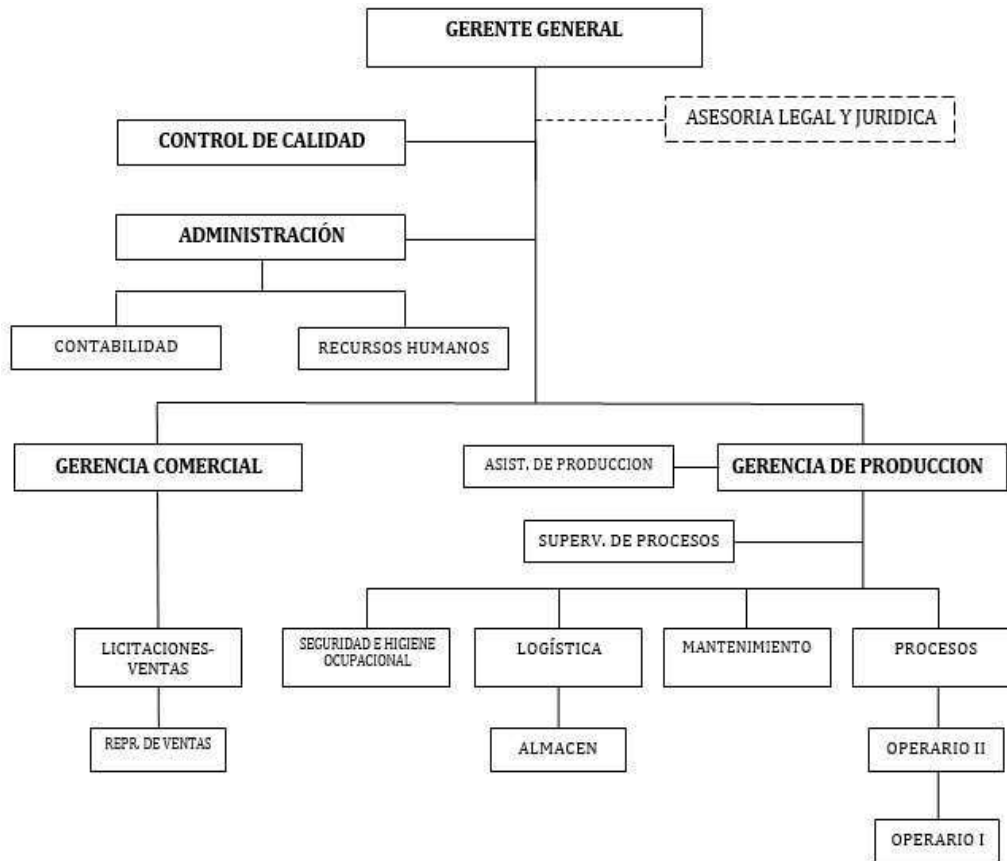 GERENTE GENERAL
ASESORIA LEGAL Y JURIDICA
CONTROL DE CALIDAD
ADMINISTRACIÓN
CONTABILIDAD
RECURSOS HUMANOS
GERENCIA COMERCIAL
ASIST. DE PRODUCCION
GERENCIA DE PRODUCCION
SUPERV. DE PROCESOS
LICITACIONES-
VENTAS
SEGURIDAD E HIGIENE
OCUPACIONAL
LOGÍSTICA
MANTENIMIENTO
PROCESOS
REPR. DE VENTAS
ALMACEN
OPERARIO II
OPERARIO I